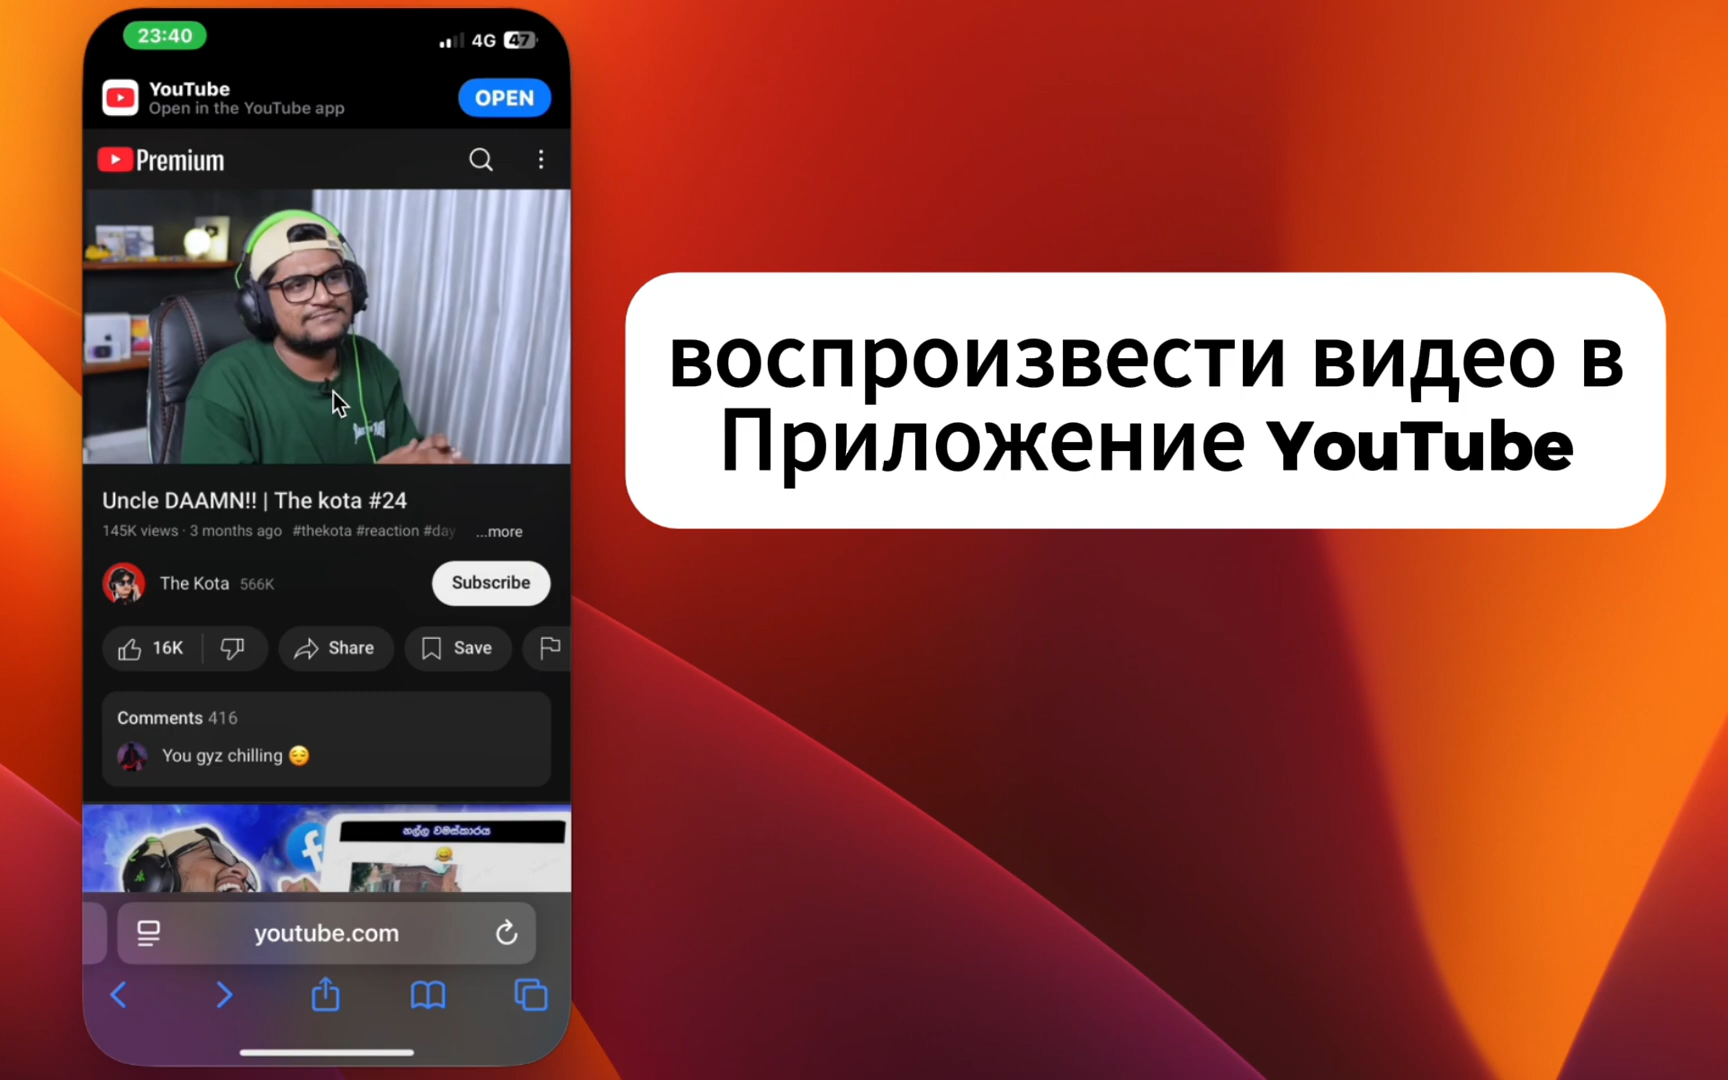 23:40
4G 47
YouTube
Open in the YouTube app
OPEN
Premium
Uncle DAAMN!! | The kota #24
145K views · 3 months ago #thekota #reaction #day ...more
The Kota 566K
Subscribe
16K
Share
Save
Comments 416
You gyz chilling 😌
youtube.com
воспроизвести видео в
Приложение YouTube